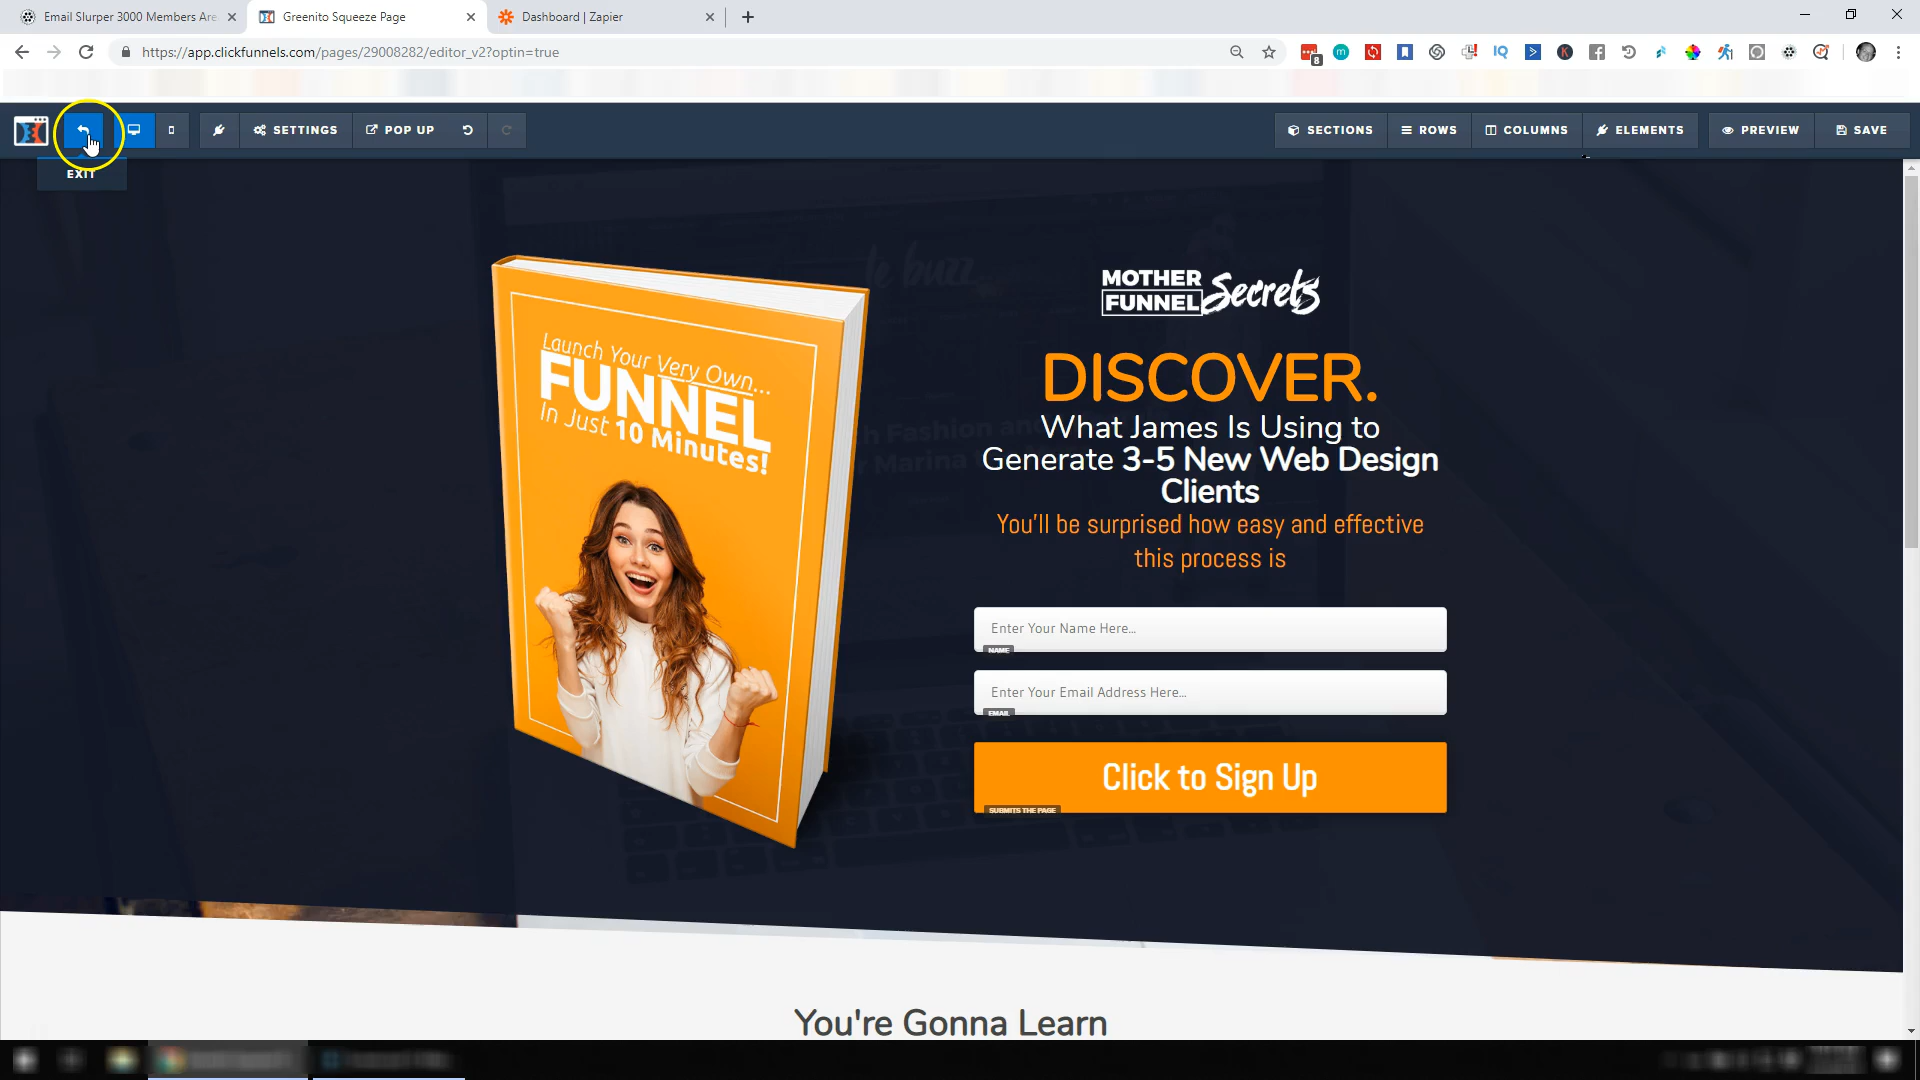 Email Slurper 3000 Members Are
Greenito Squeeze Page
Dashboard | Zapier
https://app.clickfunnels.com/pages/29008282/editor_v2?optin=true
8
SETTINGS
POP UP
SECTIONS
ROWS
COLUMNS
ELEMENTS
PREVIEW
SAVE
EXIT
le buzz
MOTHER
FUNNEL
Secrets
Launch Your Very Own...
FUNNEL
In Just 10 Minutes!
DISCOVER.
What James Is Using to
Generate 3-5 New Web Design
Clients
You'll be surprised how easy and effective
this process is
Enter Your Name Here...
NAME
Enter Your Email Address Here...
EMAIL
Click to Sign Up
SUBMITS THE PAGE
You're Gonna Learn